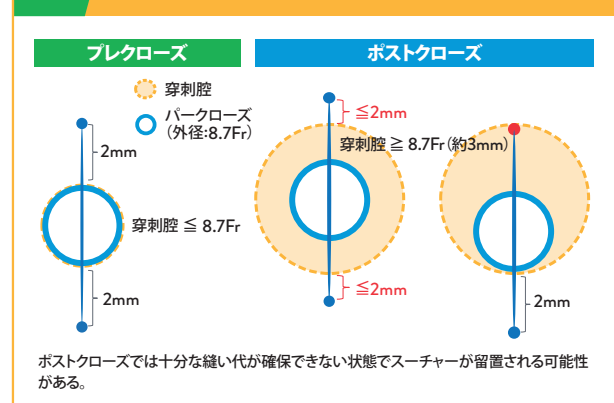 プレクローズ
ポストクローズ
穿刺腔
パークローズ
（外径：8.7Fr）
2mm
穿刺腔 ≦ 8.7Fr
2mm
≦2mm
穿刺腔 ≧ 8.7Fr（約3mm）
≦2mm
2mm
ポストクローズでは十分な縫い代が確保できない状態でスーチャーが留置される可能性
がある。